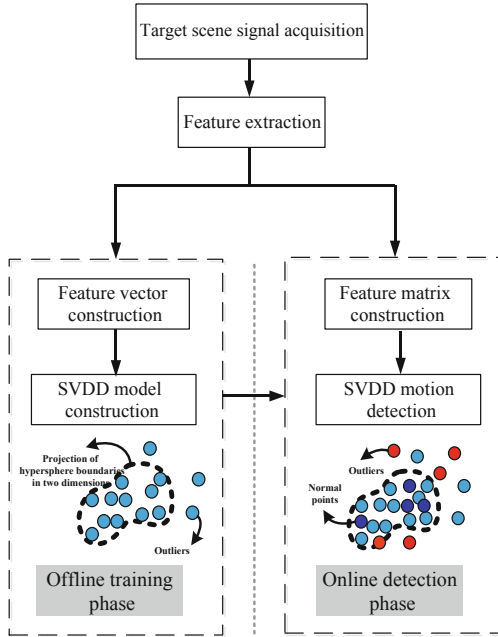 Target scene signal acquisition
Feature extraction
Feature vector
construction
SVDD model
construction
Projection of
hypersphere boundaries
in two dimensions
Outliers
Offline training
phase
Feature matrix
construction
SVDD motion
detection
Outliers
Normal
points
Online detection
phase